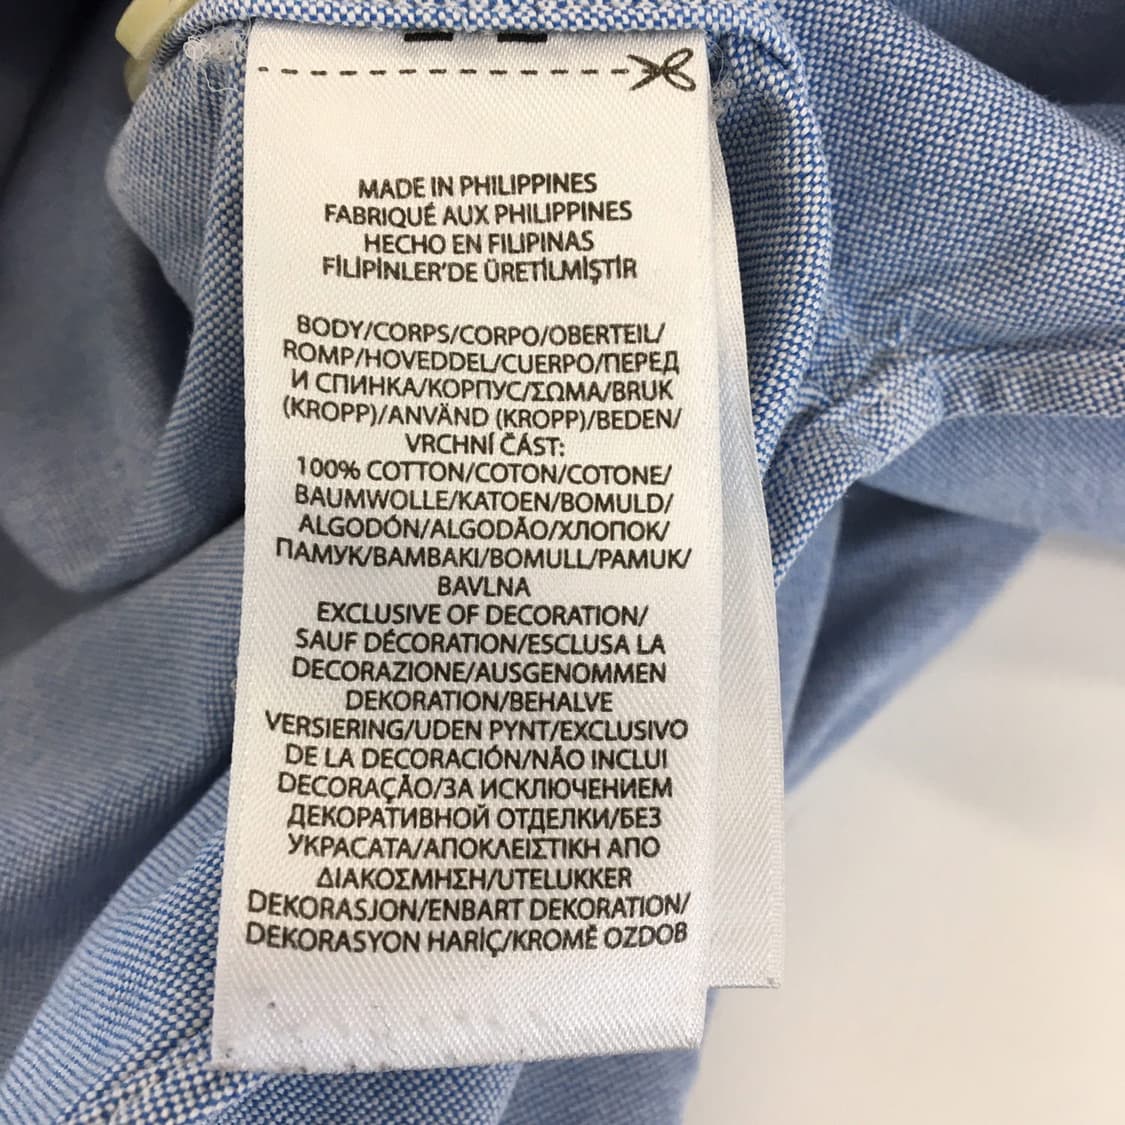 MADE IN PHILIPPINES
FABRIQUÉ AUX PHILIPPINES
HECHO EN FILIPINAS
FİLİPİNLER'DE ÜRETİLMİŞTİR
BODY/CORPS/CORPO/OBERTEIL/
ROMP/HOVEDDEL/CUERPO/ПЕРЕД
И СПИНКА/КОРПУС/ΣΩΜΑ/BRUK
(KROPP)/ANVÄND (KROPP)/BEDEN/
VRCHNÍ ČÁST:
100% COTTON/COTON/COTONE/
BAUMWOLLE/KATOEN/BOMULD/
ALGODÓN/ALGODÃO/ХЛОПОК/
ПАМУК/BAMBAKI/BOMULL/PAMUK/
BAVLNA
EXCLUSIVE OF DECORATION/
SAUF DÉCORATION/ESCLUSA LA
DECORAZIONE/AUSGENOMMEN
DEKORATION/BEHALVE
VERSIERING/UDEN PYNT/EXCLUSIVO
DE LA DECORACIÓN/NÃO INCLUI
DECORAÇÃO/ЗА ИСКЛЮЧЕНИЕМ
ДЕКОРАТИВНОЙ ОТДЕЛКИ/БЕЗ
УКРАСАТА/ΑΠΟΚΛΕΙΣΤΙΚΗ ΑΠΟ
ΔΙΑΚΟΣΜΗΣΗ/UTELUKKER
DEKORASJON/ENBART DEKORATION/
DEKORASYON HARİÇ/KROMĚ OZDOB